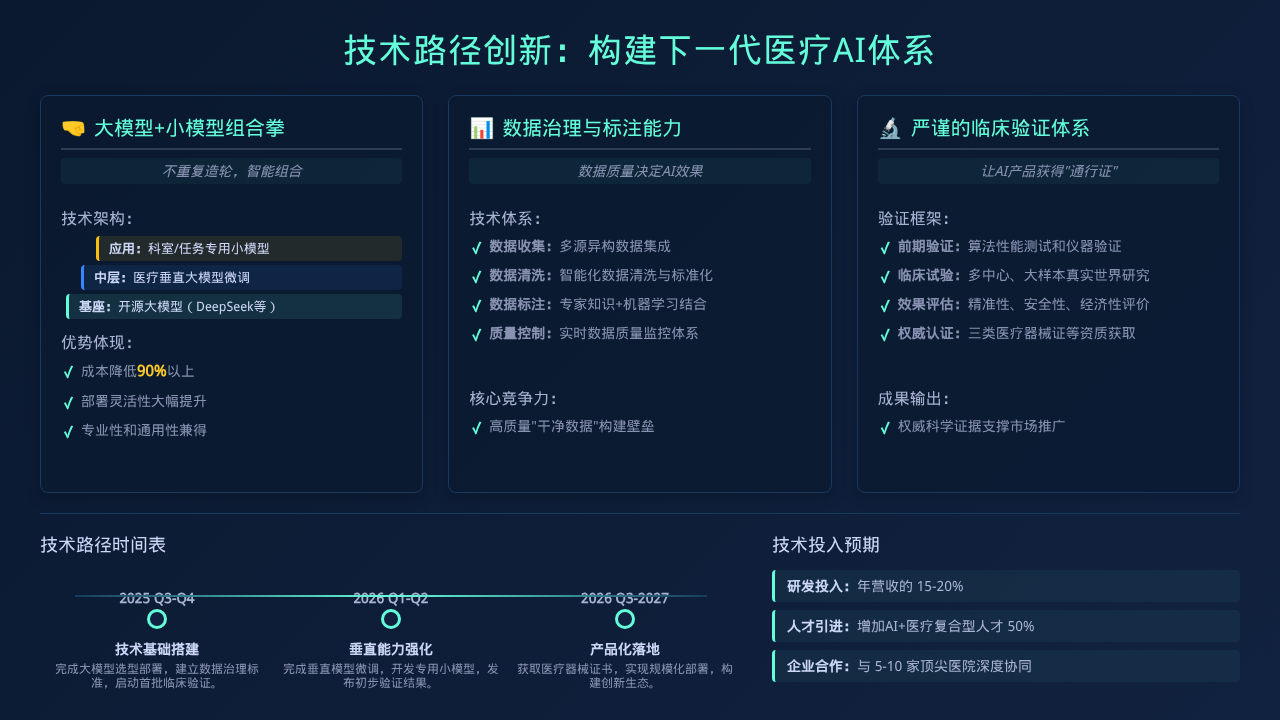 技术路径创新：构建下一代医疗AI体系
大模型+小模型组合拳
不重复造轮，智能组合
技术架构：
应用：科室/任务专用小模型
中层：医疗垂直大模型微调
基座：开源大模型（DeepSeek等）
优势体现：
成本降低90%以上
部署灵活性大幅提升
专业性和通用性兼得
数据治理与标注能力
数据质量决定AI效果
技术体系：
数据收集：多源异构数据集成
数据清洗：智能化数据清洗与标准化
数据标注：专家知识+机器学习结合
质量控制：实时数据质量监控体系
核心竞争力：
高质量"干净数据"构建壁垒
严谨的临床验证体系
让AI产品获得"通行证"
验证框架：
前期验证：算法性能测试和仪器验证
临床试验：多中心、大样本真实世界研究
效果评估：精准性、安全性、经济性评价
权威认证：三类医疗器械证等资质获取
成果输出：
权威科学证据支撑市场推广
技术路径时间表
2025 Q3-Q4
技术基础搭建
完成大模型选型部署，建立数据治理标
准，启动首批临床验证。
2026 Q1-Q2
垂直能力强化
完成垂直模型微调，开发专用小模型，发
布初步验证结果。
2026 Q3-2027
产品化落地
获取医疗器械证书，实现规模化部署，构
建创新生态。
技术投入预期
研发投入：年营收的 15-20%
人才引进：增加AI+医疗复合型人才 50%
企业合作：与 5-10 家顶尖医院深度协同